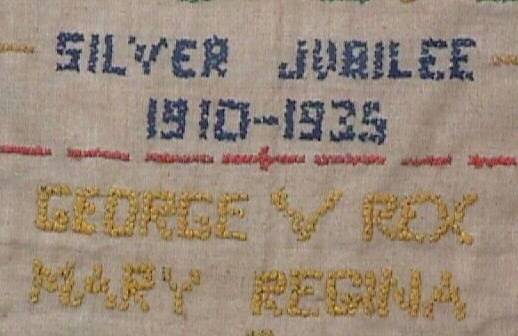 SILVER JUBILEE
1910-1935
GEORGE V REX
MARY REGINA